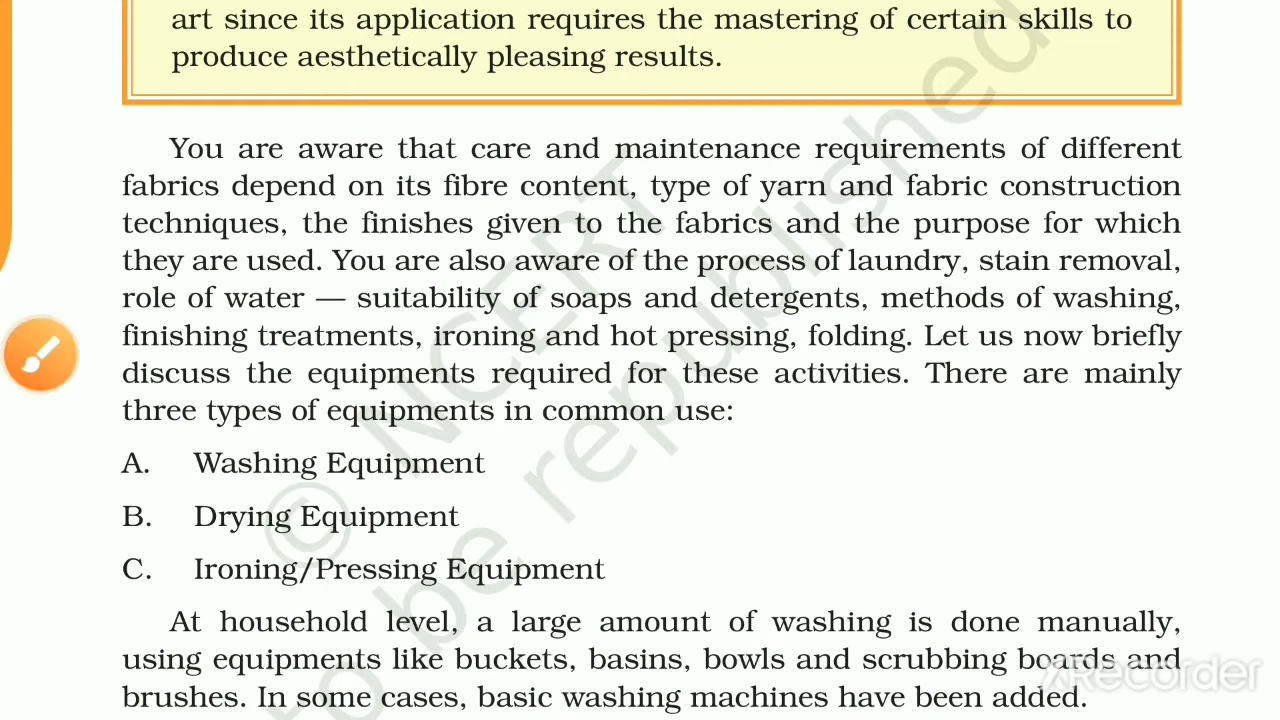 art since its application requires the mastering of certain skills to
produce aesthetically pleasing results.
You are aware that care and maintenance requirements of different
fabrics depend on its fibre content, type of yarn and fabric construction
techniques, the finishes given to the fabrics and the purpose for which
they are used. You are also aware of the process of laundry, stain removal,
role of water — suitability of soaps and detergents, methods of washing,
finishing treatments, ironing and hot pressing, folding. Let us now briefly
discuss the equipments required for these activities. There are mainly
three types of equipments in common use:
A. Washing Equipment
B. Drying Equipment
C. Ironing/Pressing Equipment
At household level, a large amount of washing is done manually,
using equipments like buckets, basins, bowls and scrubbing boards and
brushes. In some cases, basic washing machines have been added.
© NCERT
to be republished
XRecorder